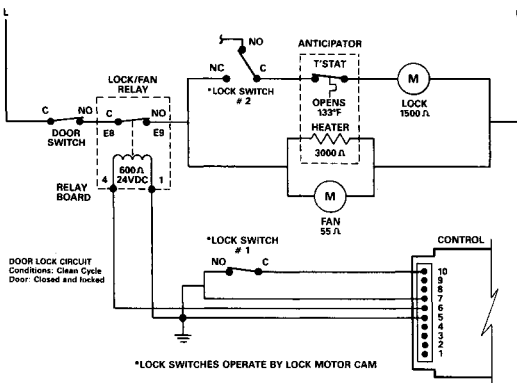 L
NO
ANTICIPATOR
LOCK/FAN
RELAY
NC
C
T'STAT
M
*LOCK SWITCH
# 2
OPENS
133°F
LOCK
1500 Ω
C
NO
C
NO
DOOR
SWITCH
E8
E9
HEATER
3000 Ω
600 Ω
24VDC
4
1
RELAY
BOARD
M
FAN
55 Ω
*LOCK SWITCH
# 1
CONTROL
NO
C
DOOR LOCK CIRCUIT
Conditions: Clean Cycle
Door: Closed and locked
10
9
8
7
6
5
4
3
2
1
*LOCK SWITCHES OPERATE BY LOCK MOTOR CAM